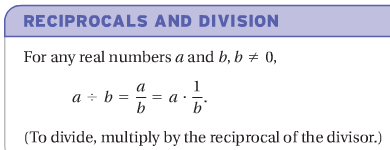 RECIPROCALS AND DIVISION
For any real numbers a and b, b ≠ 0,
a ÷ b = a/b = a · 1/b.
(To divide, multiply by the reciprocal of the divisor.)